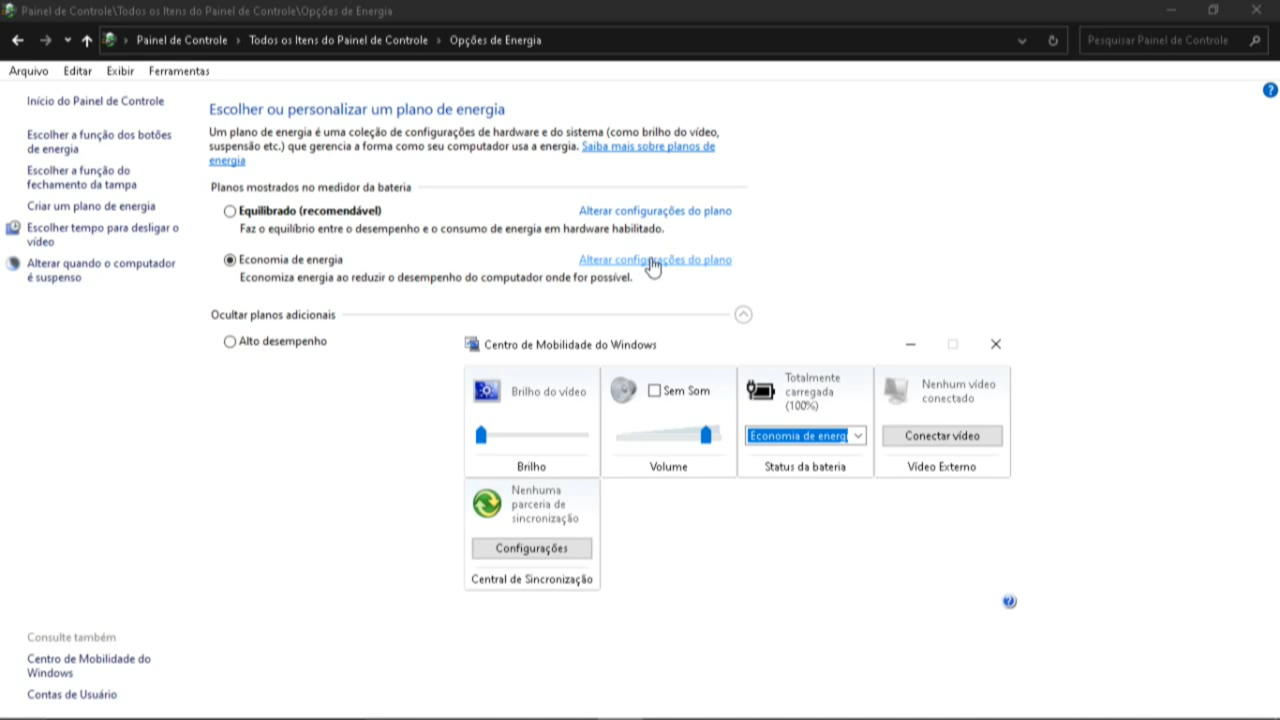 Painel de Controle\Todos os Itens do Painel de Controle\Opções de Energia
Painel de Controle › Todos os Itens do Painel de Controle › Opções de Energia
Pesquisar Painel de Controle
Arquivo Editar Exibir Ferramentas
Início do Painel de Controle
Escolher a função dos botões
de energia
Escolher a função do
fechamento da tampa
Criar um plano de energia
Escolher tempo para desligar o
vídeo
Alterar quando o computador
é suspenso
Escolher ou personalizar um plano de energia
Um plano de energia é uma coleção de configurações de hardware e do sistema (como brilho do vídeo,
suspensão etc.) que gerencia a forma como seu computador usa a energia. Saiba mais sobre planos de
energia
Planos mostrados no medidor da bateria
Equilibrado (recomendável) Alterar configurações do plano
Faz o equilíbrio entre o desempenho e o consumo de energia em hardware habilitado.
Economia de energia Alterar configurações do plano
Economiza energia ao reduzir o desempenho do computador onde for possível.
Ocultar planos adicionais
Alto desempenho
Centro de Mobilidade do Windows
Brilho do vídeo
Brilho
Sem Som
Volume
Totalmente
carregada
(100%)
Economia de energ
Status da bateria
Nenhum vídeo
conectado
Conectar vídeo
Vídeo Externo
Nenhuma
parceria de
sincronização
Configurações
Central de Sincronização
Consulte também
Centro de Mobilidade do
Windows
Contas de Usuário